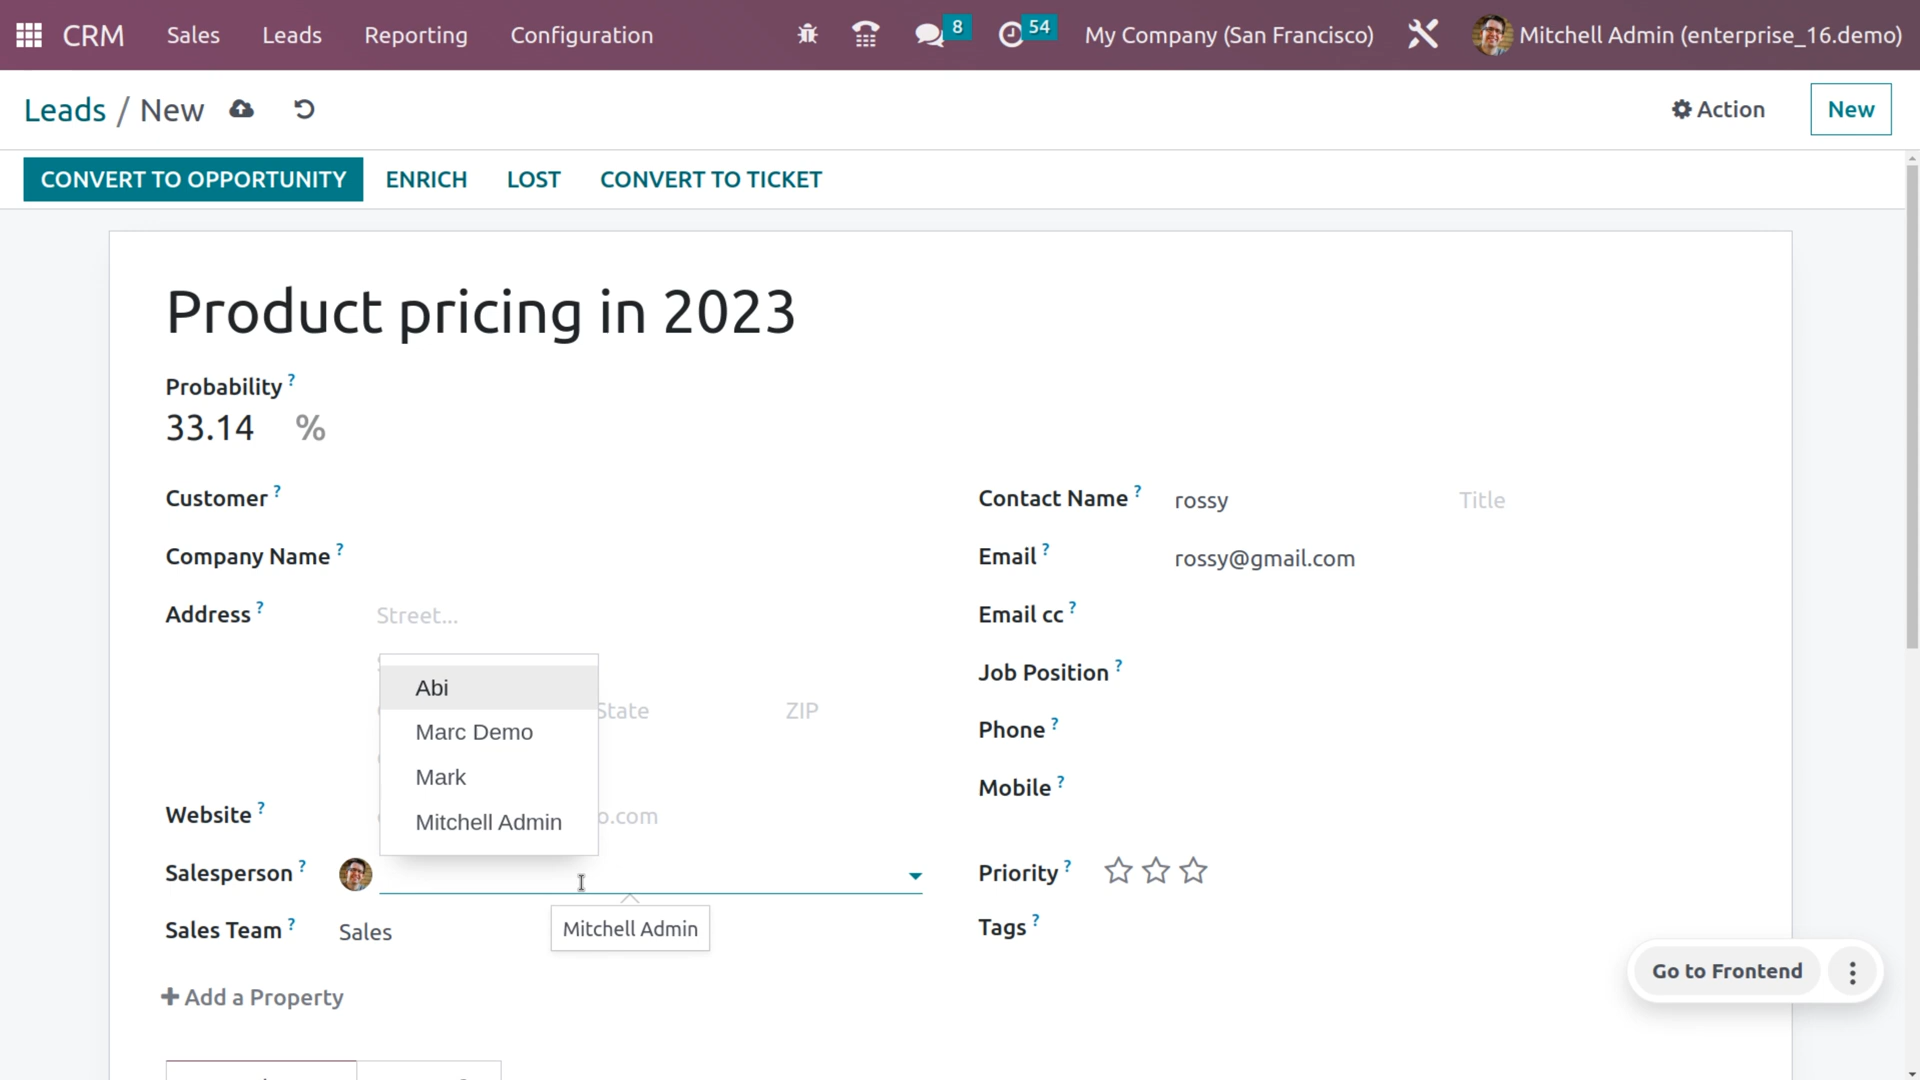 CRM Sales Leads Reporting Configuration 8 54 My Company (San Francisco) Mitchell Admin (enterprise_16.demo)
Leads / New Action New
CONVERT TO OPPORTUNITY ENRICH LOST CONVERT TO TICKET
Product pricing in 2023
Probability ?
33.14 %
Customer ? Contact Name ? rossy Title
Company Name ? Email ? rossy@gmail.com
Address ? Street... Email cc ?
Job Position ?
Abi
State ZIP
Marc Demo Phone ?
Mark Mobile ?
Website ? Mitchell Admin o.com
Salesperson ? Priority ?
Sales Team ? Sales Mitchell Admin Tags ?
Go to Frontend
Add a Property